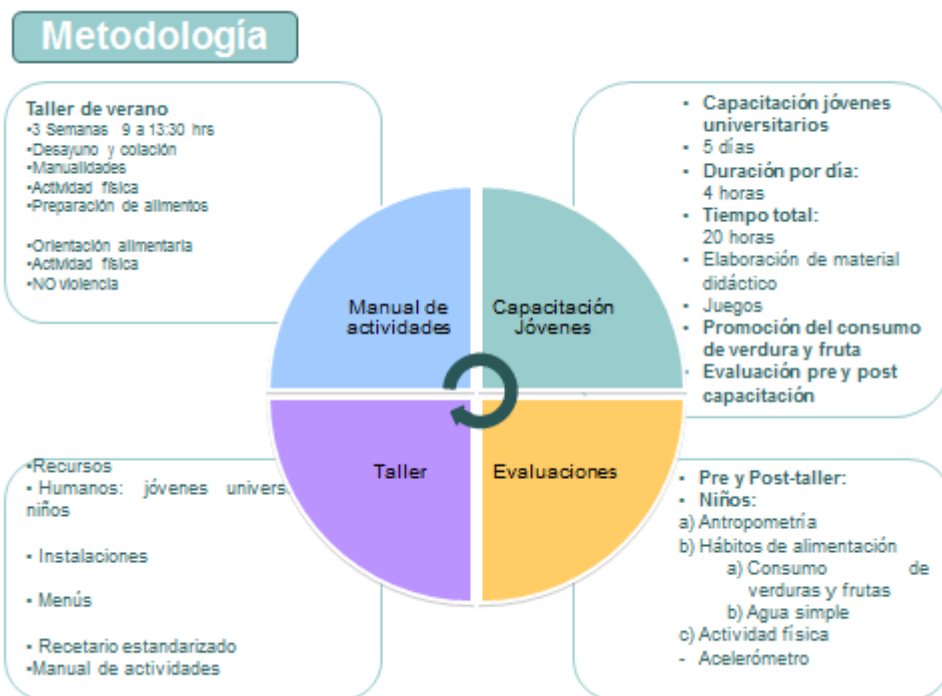 Metodología
Taller de verano
•3 Semanas 9 a 13:30 hrs
•Desayuno y colación
•Manualidades
•Actividad física
•Preparación de alimentos
•Orientación alimentaria
•Actividad física
•NO violencia
• Capacitación jóvenes
universitarios
• 5 días
• Duración por día:
4 horas
• Tiempo total:
20 horas
• Elaboración de material
didáctico
• Juegos
• Promoción del consumo
de verdura y fruta
• Evaluación pre y post
capacitación
Manual de
actividades
Capacitación
Jóvenes
Taller
Evaluaciones
•Recursos
• Humanos: jóvenes univers
niños
• Instalaciones
• Menús
• Recetario estandarizado
•Manual de actividades
• Pre y Post-taller:
• Niños:
a) Antropometría
b) Hábitos de alimentación
a) Consumo de
verduras y frutas
b) Agua simple
c) Actividad física
- Acelerómetro